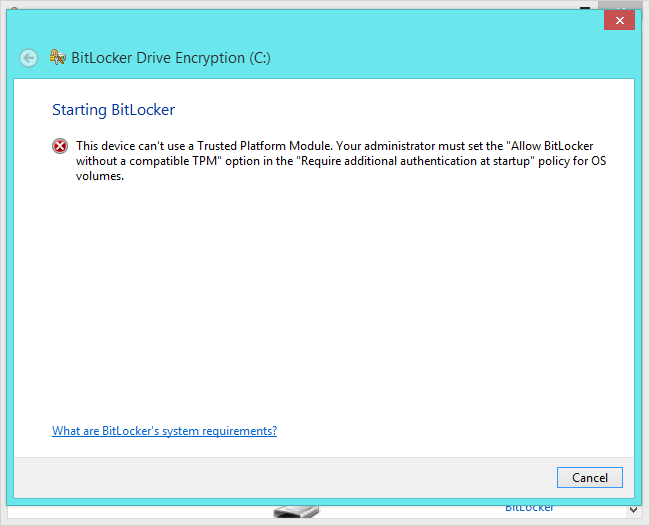 BitLocker Drive Encryption (C:)
Starting BitLocker
This device can't use a Trusted Platform Module. Your administrator must set the "Allow BitLocker
without a compatible TPM" option in the "Require additional authentication at startup" policy for OS
volumes.
What are BitLocker's system requirements?
Cancel
BitLocker